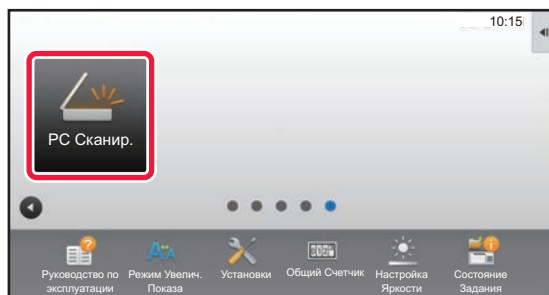 10:15
PC Сканир.
Руководство по
эксплуатации
Режим Увелич.
Показа
Установки
Общий Счетчик
Настройка
Яркости
Состояние
Задания